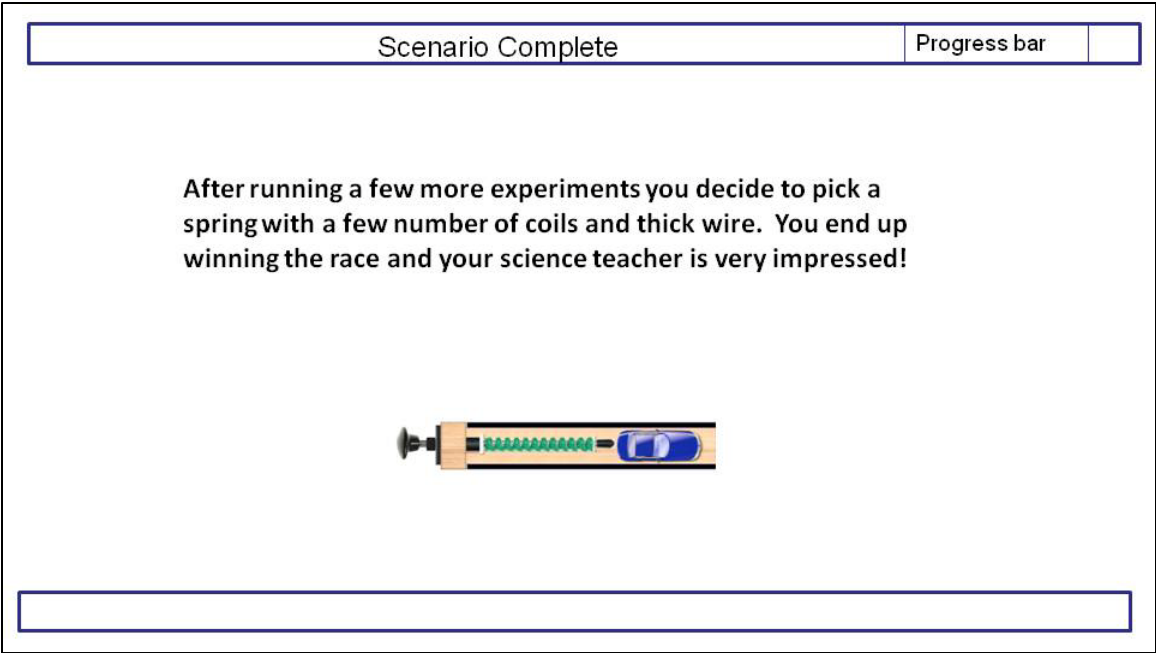 Scenario Complete
Progress bar
After running a few more experiments you decide to pick a
spring with a few number of coils and thick wire.  You end up
winning the race and your science teacher is very impressed!